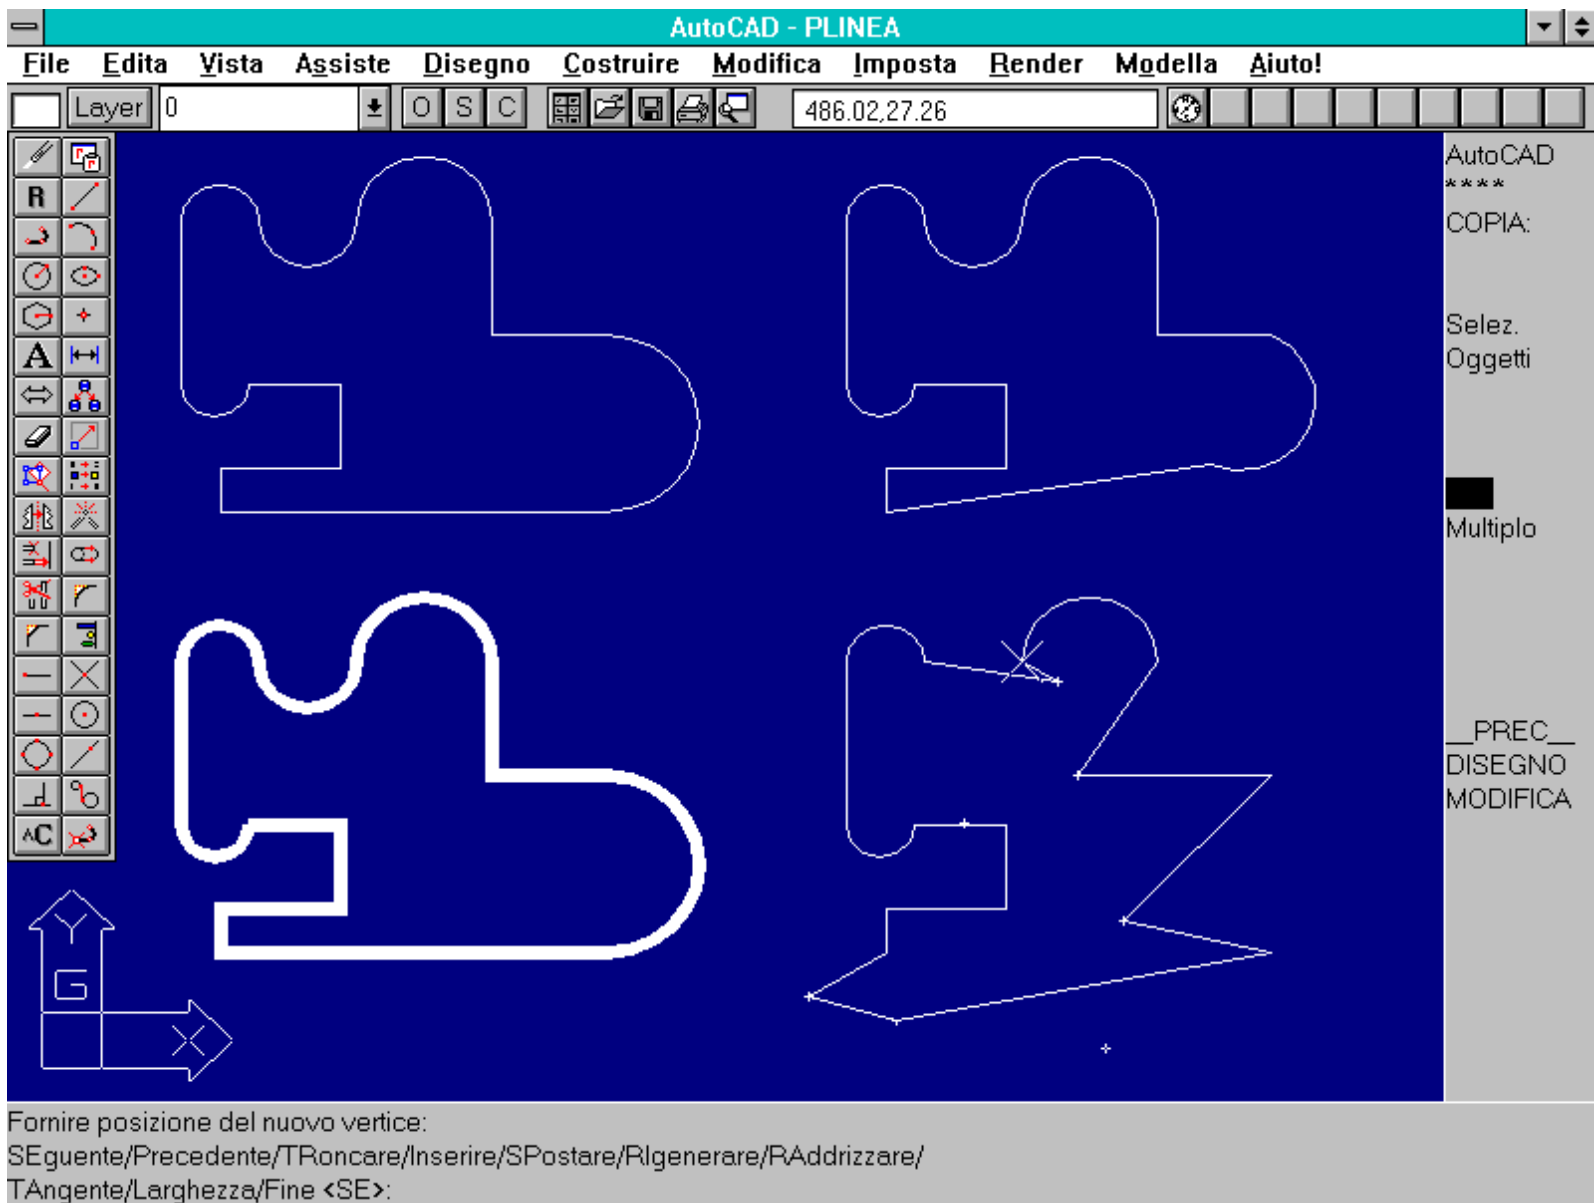 AutoCAD - PLINEA
File Edita Vista Assiste Disegno Costruire Modifica Imposta Render Modella Aiuto!
Layer 0 O S C 486.02,27.26
AutoCAD
****
COPIA:
Selez.
Oggetti
Multiplo
__PREC__
DISEGNO
MODIFICA
R
A
^C
Y
G
X
Fornire posizione del nuovo vertice:
SEguente/Precedente/TRoncare/Inserire/SPostare/RIgenerare/RAddrizzare/
TAngente/Larghezza/Fine <SE>: